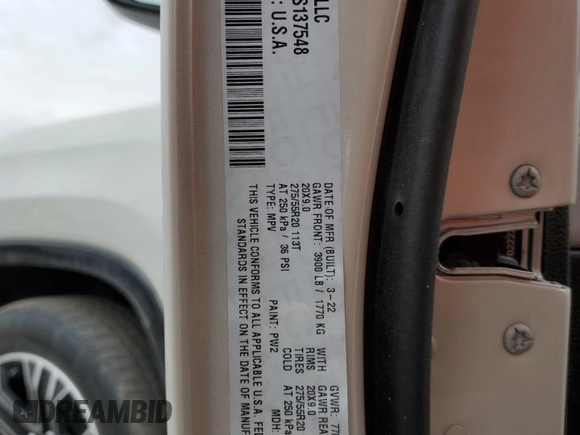 LLC
S137548
: U.S.A.
DATE OF MFR (BUILT): 3-22 GVWR: 77
GAWR FRONT: 3900 LB / 1770 KG WITH GAWR REA
20X9.0 RIMS 20X9.0
275/55R20 113T TIRES 275/55R20
AT 250 kPa / 36 PSI COLD AT 250 kPa
TYPE: MPV PAINT: PW2 MDH:
THIS VEHICLE CONFORMS TO ALL APPLICABLE U.S.A. FED
STANDARDS IN EFFECT ON THE DATE OF MANUF
DREAMBID